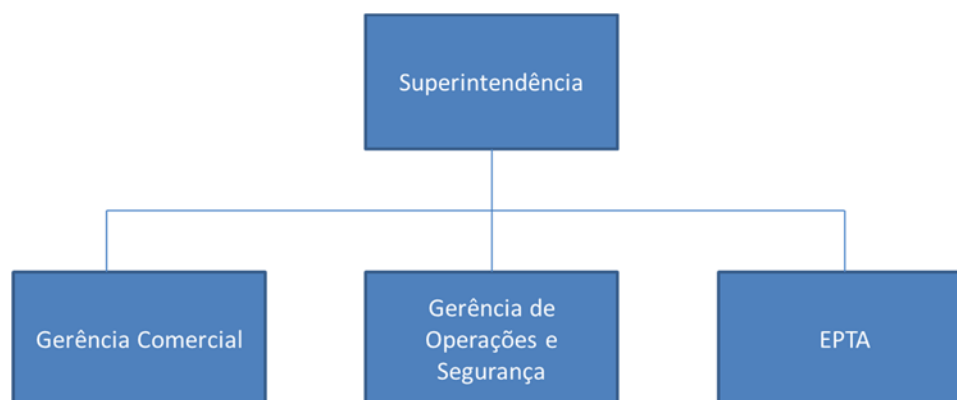 Superintendência
Gerência Comercial
Gerência de
Operações e
Segurança
EPTA